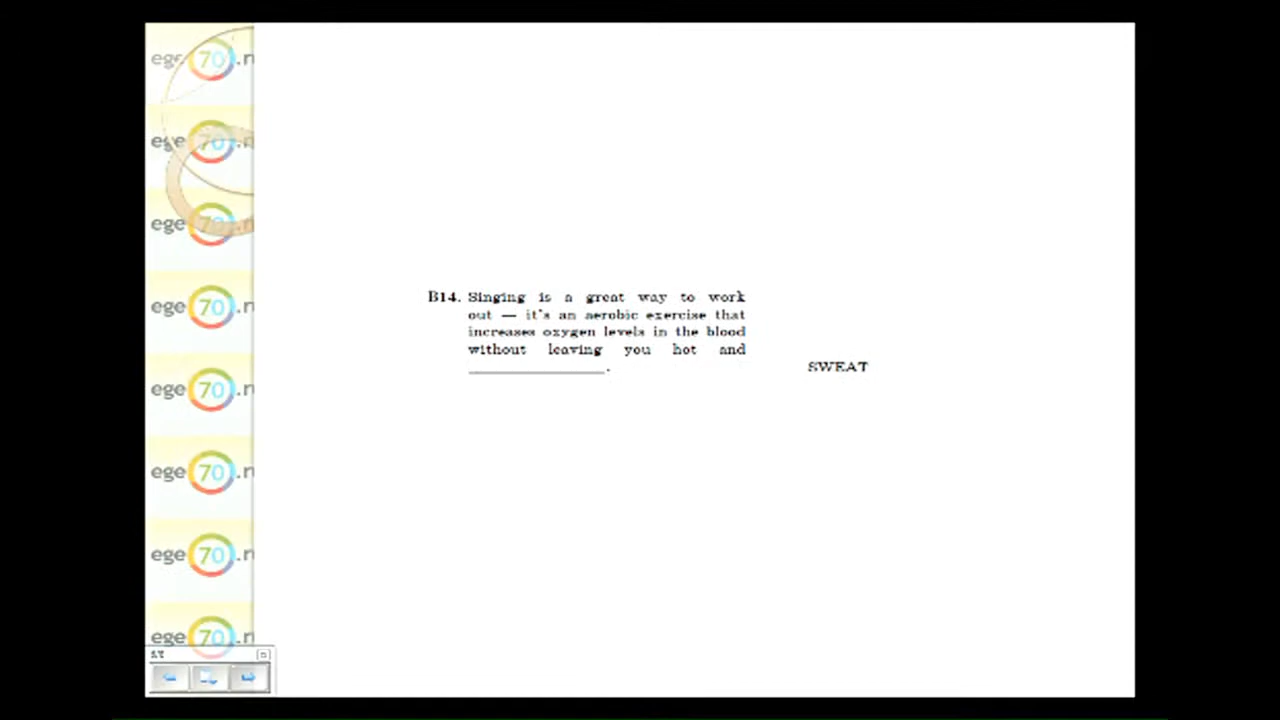 ege 70.r
ege 70.r
ege 70.r
ege 70.r
ege 70.r
ege 70.r
ege 70.r
ege 70.r
B14. Singing is a great way to work
out — it's an aerobic exercise that
increases oxygen levels in the blood
without leaving you hot and
_______________.
SWEAT